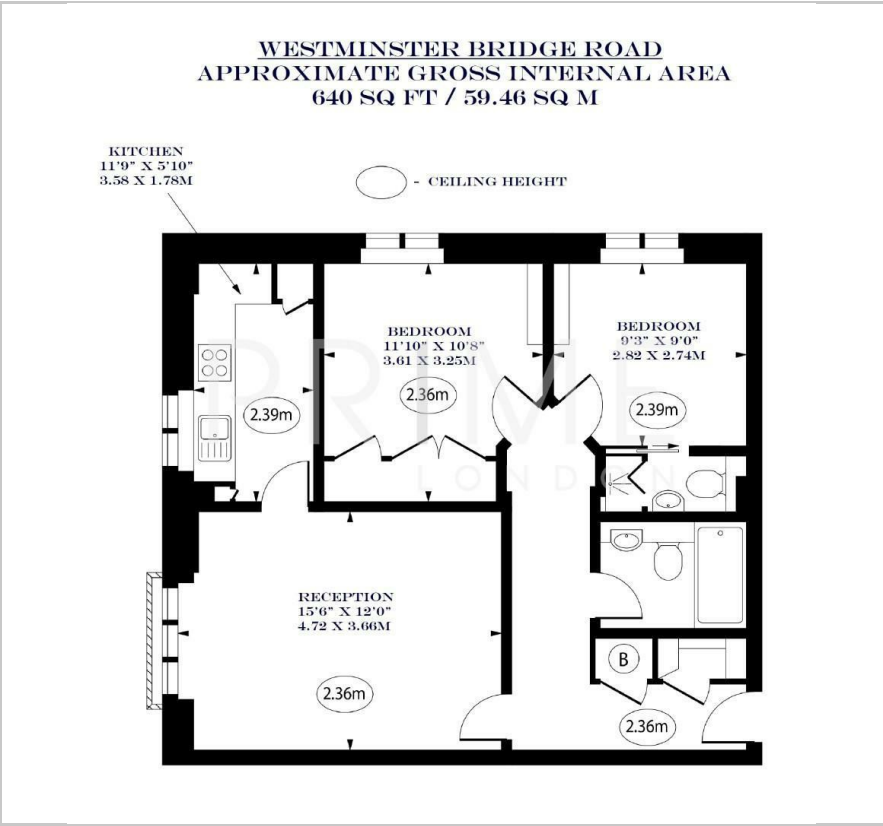 WESTMINSTER BRIDGE ROAD
APPROXIMATE GROSS INTERNAL AREA
640 SQ FT / 59.46 SQ M
KITCHEN
11'9" X 5'10"
3.58 X 1.78M
- CEILING HEIGHT
BEDROOM
11'10" X 10'8"
3.61 X 3.25M
2.36m
BEDROOM
9'3" X 9'0"
2.82 X 2.74M
2.39m
2.39m
PRIME
LONDON
RECEPTION
15'6" X 12'0"
4.72 X 3.66M
2.36m
B
2.36m